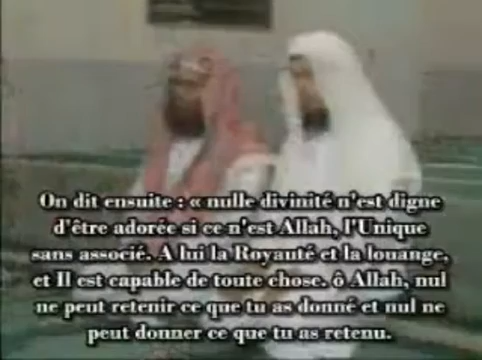 On dit ensuite : « nulle divinité n'est digne
d'être adorée si ce n'est Allah, l'Unique
sans associé. A lui la Royauté et la louange,
et Il est capable de toute chose. ô Allah, nul
ne peut retenir ce que tu as donné et nul ne
peut donner ce que tu as retenu.